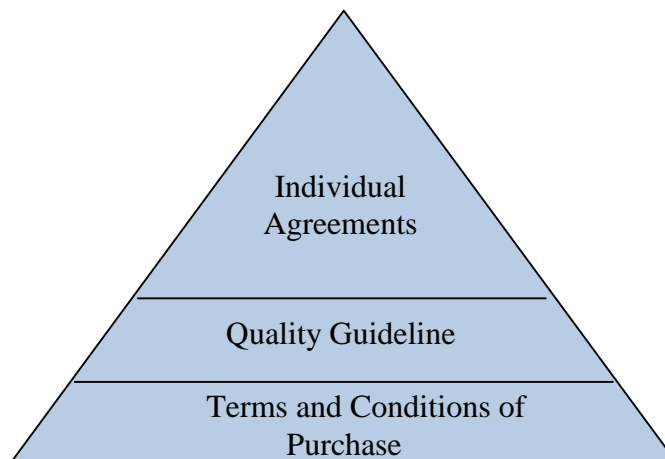 Individual
Agreements
Quality Guideline
Terms and Conditions of
Purchase